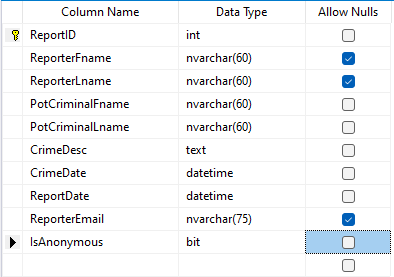 Column Name Data Type Allow Nulls
ReportID int
ReporterFname nvarchar(60)
ReporterLname nvarchar(60)
PotCriminalFname nvarchar(60)
PotCriminalLname nvarchar(60)
CrimeDesc text
CrimeDate datetime
ReportDate datetime
ReporterEmail nvarchar(75)
IsAnonymous bit